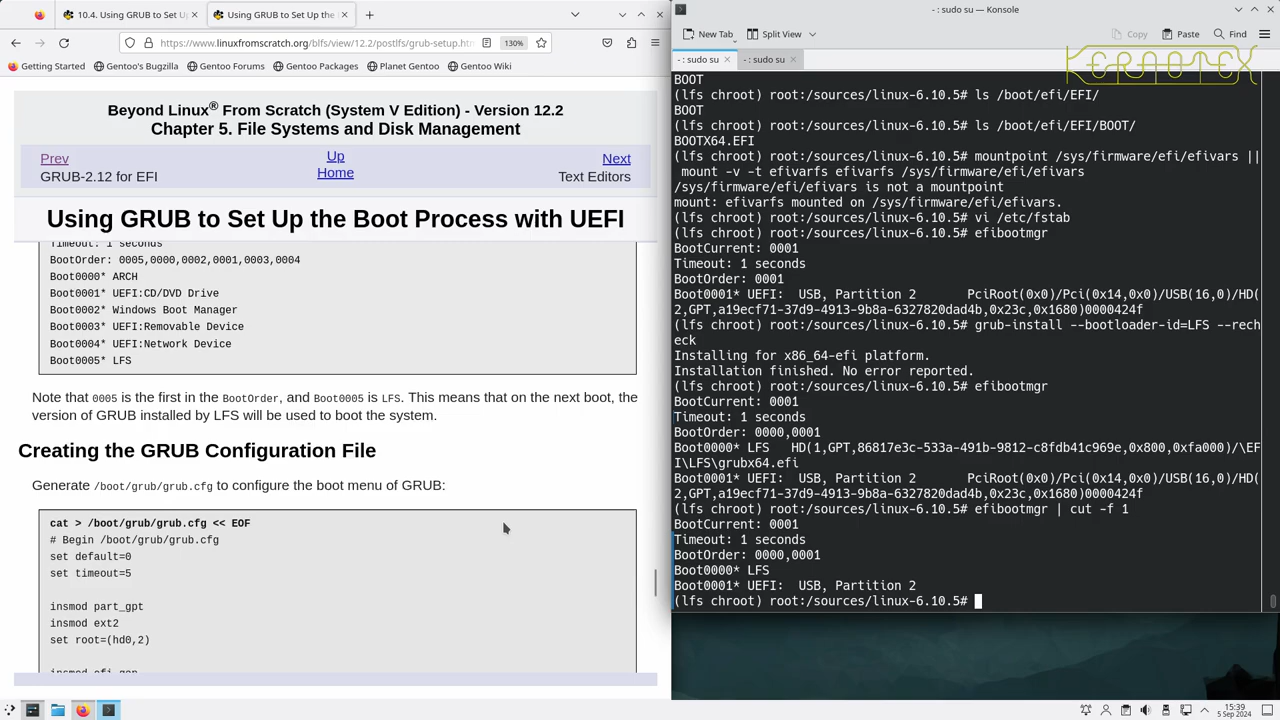 10.4. Using GRUB to Set Up
Using GRUB to Set Up the
https://www.linuxfromscratch.org/blfs/view/12.2/postlfs/grub-setup.htm
130%
Getting Started
Gentoo's Bugzilla
Gentoo Forums
Gentoo Packages
Planet Gentoo
Gentoo Wiki
Beyond Linux® From Scratch (System V Edition) - Version 12.2
Chapter 5. File Systems and Disk Management
Prev
Up
Next
GRUB-2.12 for EFI
Home
Text Editors
Using GRUB to Set Up the Boot Process with UEFI
Timeout: 1 seconds
BootOrder: 0005,0000,0002,0001,0003,0004
Boot0000* ARCH
Boot0001* UEFI:CD/DVD Drive
Boot0002* Windows Boot Manager
Boot0003* UEFI:Removable Device
Boot0004* UEFI:Network Device
Boot0005* LFS
Note that 0005 is the first in the BootOrder, and Boot0005 is LFS. This means that on the next boot, the
version of GRUB installed by LFS will be used to boot the system.
Creating the GRUB Configuration File
Generate /boot/grub/grub.cfg to configure the boot menu of GRUB:
cat > /boot/grub/grub.cfg << EOF
# Begin /boot/grub/grub.cfg
set default=0
set timeout=5
insmod part_gpt
insmod ext2
set root=(hd0,2)
insmod efi_gop
- : sudo su — Konsole
New Tab
Split View
Copy
Paste
Find
- : sudo su
- : sudo su
KERNOTEX
BOOT
(lfs chroot) root:/sources/linux-6.10.5# ls /boot/efi/EFI/
BOOT
(lfs chroot) root:/sources/linux-6.10.5# ls /boot/efi/EFI/BOOT/
BOOTX64.EFI
(lfs chroot) root:/sources/linux-6.10.5# mountpoint /sys/firmware/efi/efivars ||
mount -v -t efivarfs efivarfs /sys/firmware/efi/efivars
/sys/firmware/efi/efivars is not a mountpoint
mount: efivarfs mounted on /sys/firmware/efi/efivars.
(lfs chroot) root:/sources/linux-6.10.5# vi /etc/fstab
(lfs chroot) root:/sources/linux-6.10.5# efibootmgr
BootCurrent: 0001
Timeout: 1 seconds
BootOrder: 0001
Boot0001* UEFI:  USB, Partition 2      PciRoot(0x0)/Pci(0x14,0x0)/USB(16,0)/HD(
2,GPT,a19ecf71-37d9-4913-9b8a-6327820dad4b,0x23c,0x1680)0000424f
(lfs chroot) root:/sources/linux-6.10.5# grub-install --bootloader-id=LFS --rech
eck
Installing for x86_64-efi platform.
Installation finished. No error reported.
(lfs chroot) root:/sources/linux-6.10.5# efibootmgr
BootCurrent: 0001
Timeout: 1 seconds
BootOrder: 0000,0001
Boot0000* LFS   HD(1,GPT,86817e3c-533a-491b-9812-c8fdb41c969e,0x800,0xfa000)/\EF
I\LFS\grubx64.efi
Boot0001* UEFI:  USB, Partition 2      PciRoot(0x0)/Pci(0x14,0x0)/USB(16,0)/HD(
2,GPT,a19ecf71-37d9-4913-9b8a-6327820dad4b,0x23c,0x1680)0000424f
(lfs chroot) root:/sources/linux-6.10.5# efibootmgr | cut -f 1
BootCurrent: 0001
Timeout: 1 seconds
BootOrder: 0000,0001
Boot0000* LFS
Boot0001* UEFI:  USB, Partition 2
(lfs chroot) root:/sources/linux-6.10.5#
15:39
5 Sep 2024